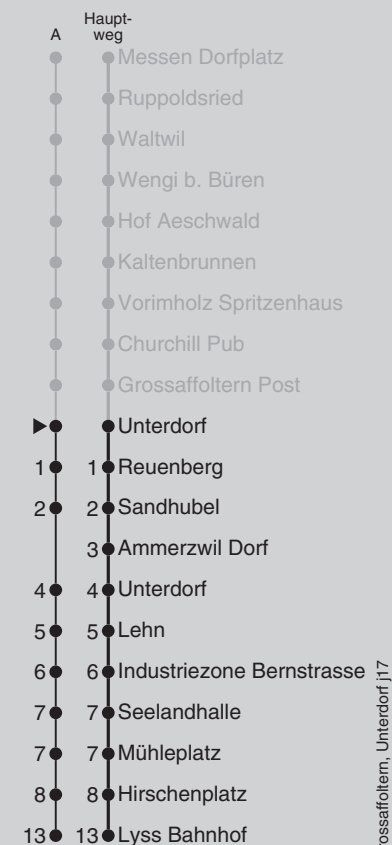 A Haupt-
weg
Messen Dorfplatz
Ruppoldsried
Waltwil
Wengi b. Büren
Hof Aeschwald
Kaltenbrunnen
Vorimholz Spritzenhaus
Churchill Pub
Grossaffoltern Post
Unterdorf
1 1 Reuenberg
2 2 Sandhubel
3 Ammerzwil Dorf
4 4 Unterdorf
5 5 Lehn
6 6 Industriezone Bernstrasse
7 7 Seelandhalle
7 7 Mühleplatz
8 8 Hirschenplatz
13 13 Lyss Bahnhof
rossaffoltern, Unterdorf j17